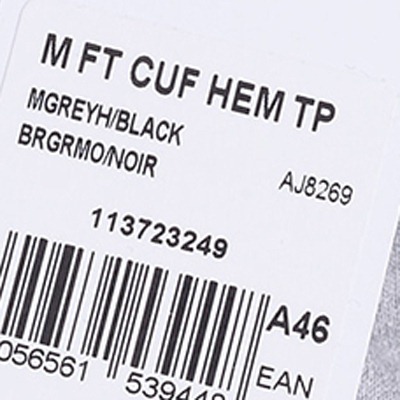 M FT CUF HEM TP
MGREYH/BLACK
BRGRMO/NOIR
AJ8269
113723249
A46
056561
EAN